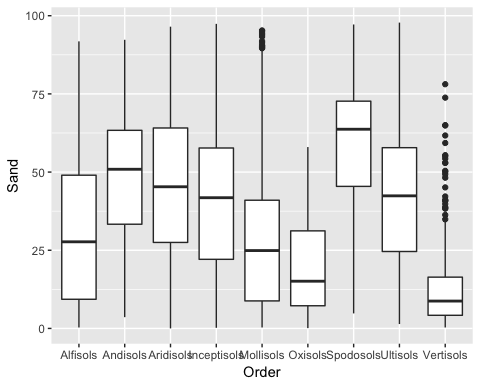 100
75
50
25
0
Sand
Alfisols Andisols Aridisols Inceptisols Mollisols Oxisols Spodosols Ultisols Vertisols
Order